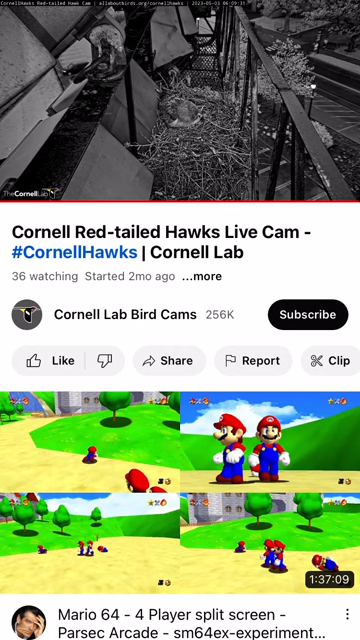 CornellHawks Red-tailed Hawk Cam | allaboutbirds.org/cornellhawks | 2023-05-03 06:09:31
TheCornellLab
Cornell Red-tailed Hawks Live Cam -
#CornellHawks | Cornell Lab
36 watching Started 2mo ago ...more
Cornell Lab Bird Cams 256K
Subscribe
Like
Share
Report
Clip
1:37:09
Mario 64 - 4 Player split screen -
Parsec Arcade - sm64ex-experiment...